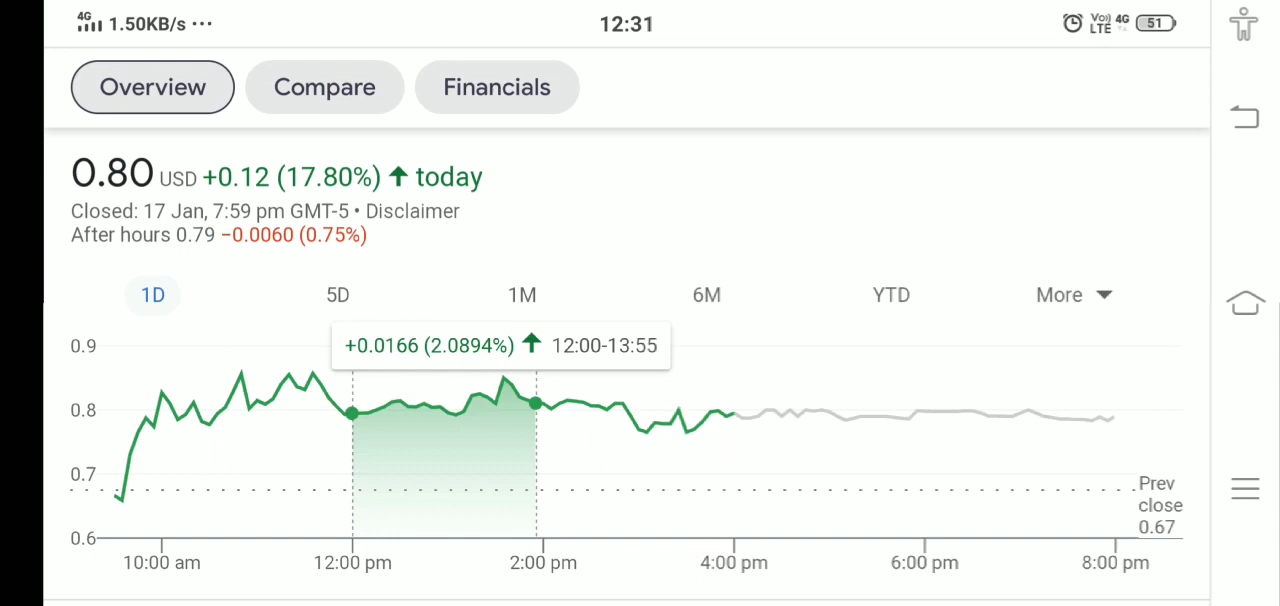 4G 1.50KB/s ··· 12:31 Vo)) LTE 4G 51
Overview Compare Financials
0.80 USD +0.12 (17.80%) ↑ today
Closed: 17 Jan, 7:59 pm GMT-5 • Disclaimer
After hours 0.79 −0.0060 (0.75%)
1D 5D 1M 6M YTD More
+0.0166 (2.0894%) ↑ 12:00-13:55
0.9
0.8
0.7
0.6
Prev
close
0.67
10:00 am 12:00 pm 2:00 pm 4:00 pm 6:00 pm 8:00 pm